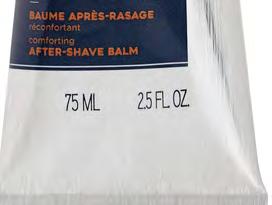 BAUME APRÈS-RASAGE
réconfortant
comforting
AFTER-SHAVE BALM
75 ML 2.5 FL. OZ.